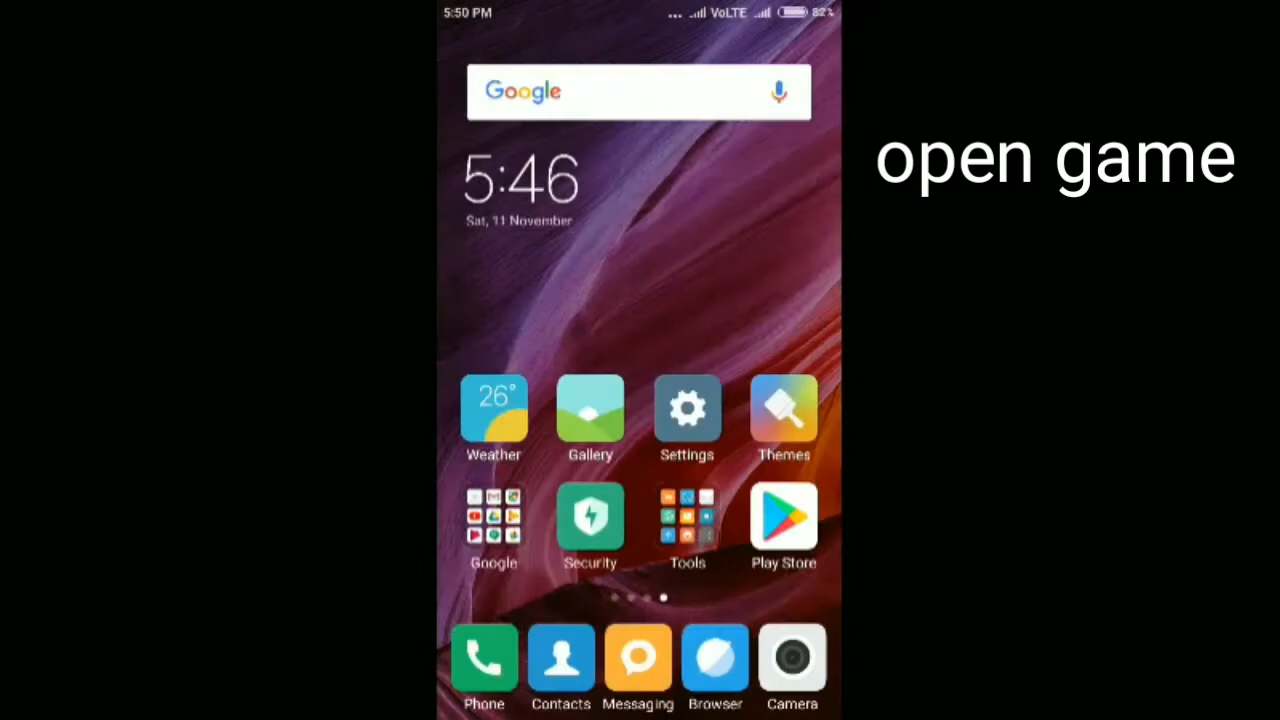 5:50 PM
VoLTE
82%
Google
open game
5:46
Sat, 11 November
26°
Weather
Gallery
Settings
Themes
Google
Security
Tools
Play Store
Phone
Contacts
Messaging
Browser
Camera